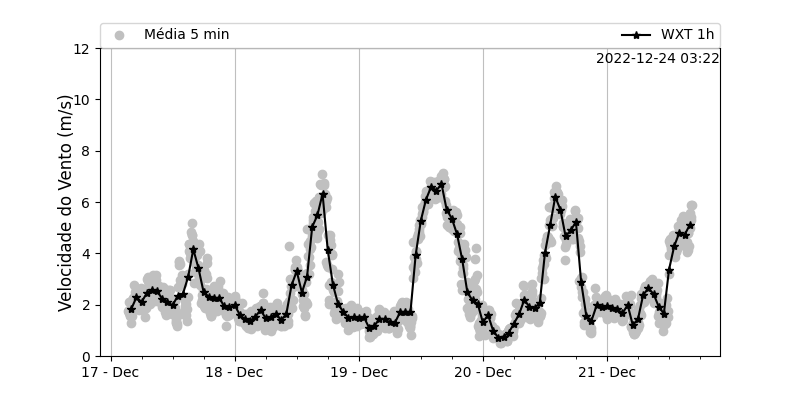 Média 5 min
WXT 1h
2022-12-24 03:22
Velocidade do Vento (m/s)
12
10
8
6
4
2
0
17 - Dec
18 - Dec
19 - Dec
20 - Dec
21 - Dec